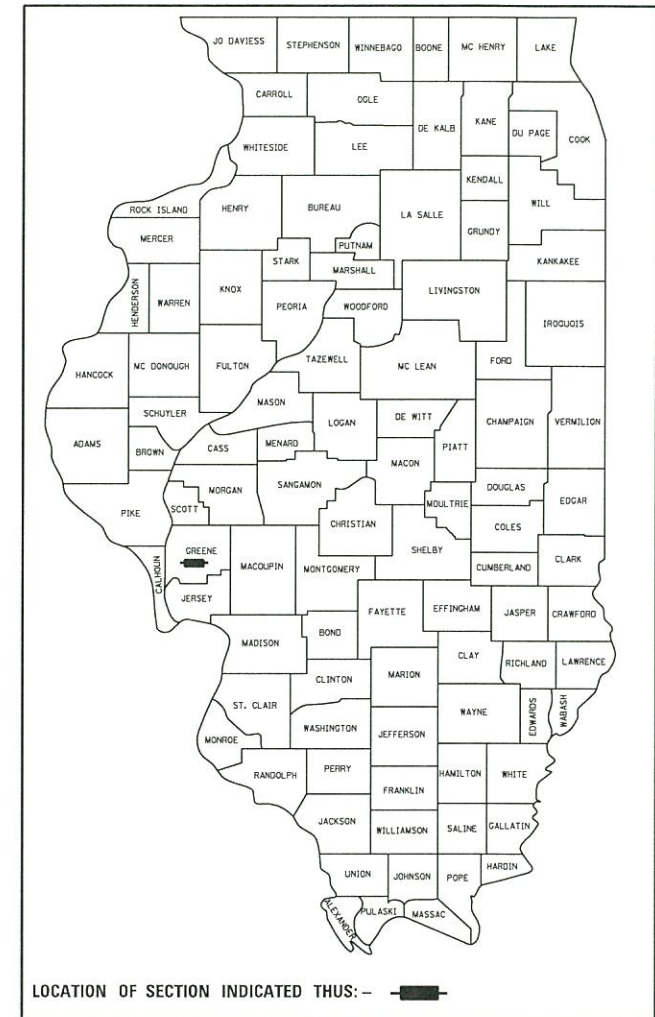 JO DAVIESS
STEPHENSON
WINNEBAGO
BOONE
MC HENRY
LAKE
CARROLL
OGLE
DE KALB
KANE
DU PAGE
COOK
WHITESIDE
LEE
KENDALL
WILL
ROCK ISLAND
HENRY
BUREAU
LA SALLE
GRUNDY
MERCER
PUTNAM
KANKAKEE
STARK
MARSHALL
HENDERSON
WARREN
KNOX
PEORIA
WOODFORD
LIVINGSTON
IROQUOIS
HANCOCK
MC DONOUGH
FULTON
TAZEWELL
MC LEAN
FORD
SCHUYLER
MASON
LOGAN
DE WITT
CHAMPAIGN
VERMILION
ADAMS
BROWN
CASS
MENARD
PIATT
MACON
PIKE
SCOTT
MORGAN
SANGAMON
CHRISTIAN
MOULTRIE
DOUGLAS
EDGAR
COLES
CALHOUN
GREENE
MACOUPIN
MONTGOMERY
SHELBY
CUMBERLAND
CLARK
JERSEY
FAYETTE
EFFINGHAM
JASPER
CRAWFORD
MADISON
BOND
CLAY
RICHLAND
LAWRENCE
CLINTON
MARION
ST. CLAIR
WAYNE
EDWARDS
WABASH
MONROE
WASHINGTON
JEFFERSON
RANDOLPH
PERRY
HAMILTON
WHITE
FRANKLIN
JACKSON
WILLIAMSON
SALINE
GALLATIN
UNION
JOHNSON
POPE
HARDIN
ALEXANDER
PULASKI
MASSAC
LOCATION OF SECTION INDICATED THUS: -